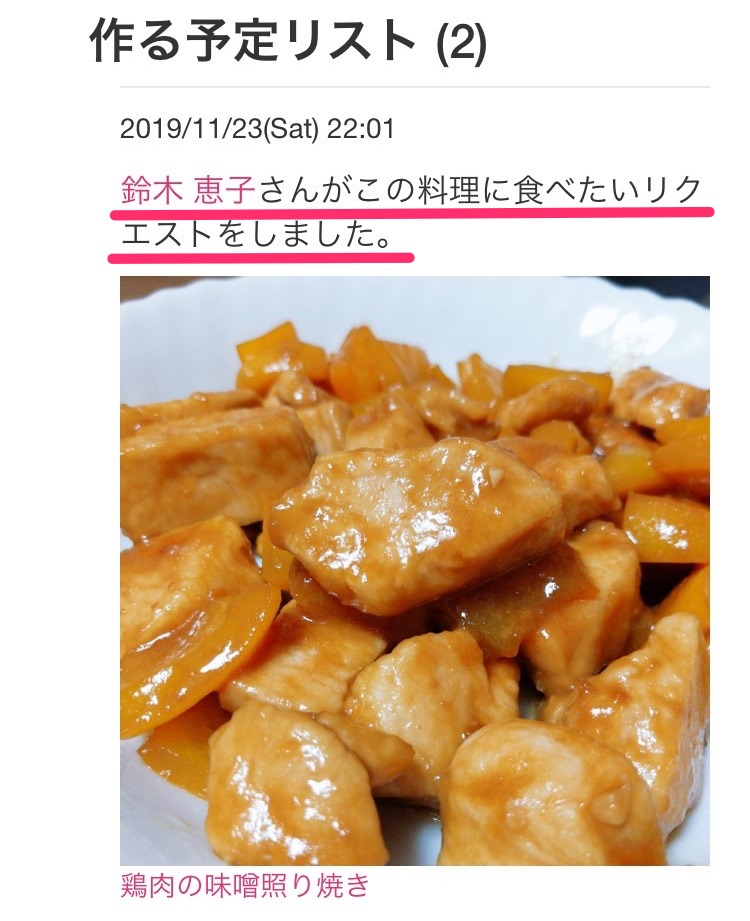 作る予定リスト (2)
2019/11/23(Sat) 22:01
鈴木 恵子さんがこの料理に食べたいリク
エストをしました。
鶏肉の味噌照り焼き